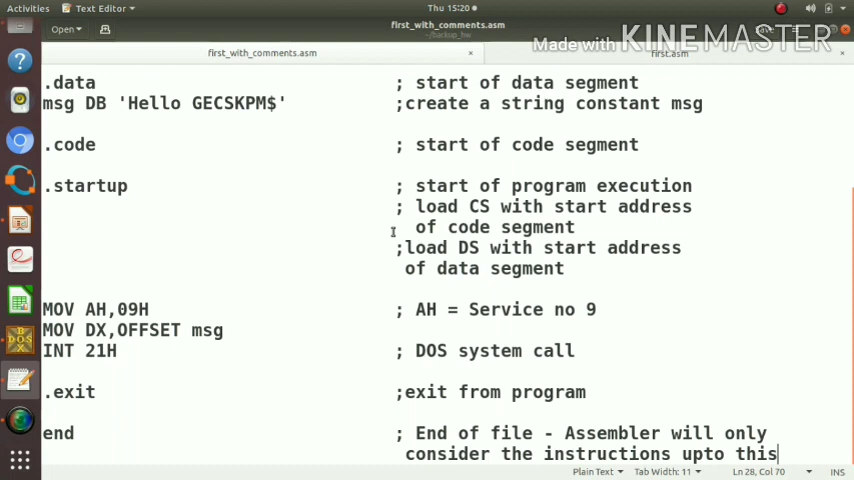 Activities Text Editor Thu 15:20
Open first_with_comments.asm Save
~/backup_hw
Made with KINEMASTER
first_with_comments.asm × first.asm ×
.data ; start of data segment
msg DB 'Hello GECSKPM$' ;create a string constant msg
.code ; start of code segment
.startup ; start of program execution
; load CS with start address
of code segment
;load DS with start address
of data segment
MOV AH,09H ; AH = Service no 9
MOV DX,OFFSET msg
INT 21H ; DOS system call
.exit ;exit from program
end ; End of file - Assembler will only
consider the instructions upto this
Plain Text Tab Width: 11 Ln 28, Col 70 INS